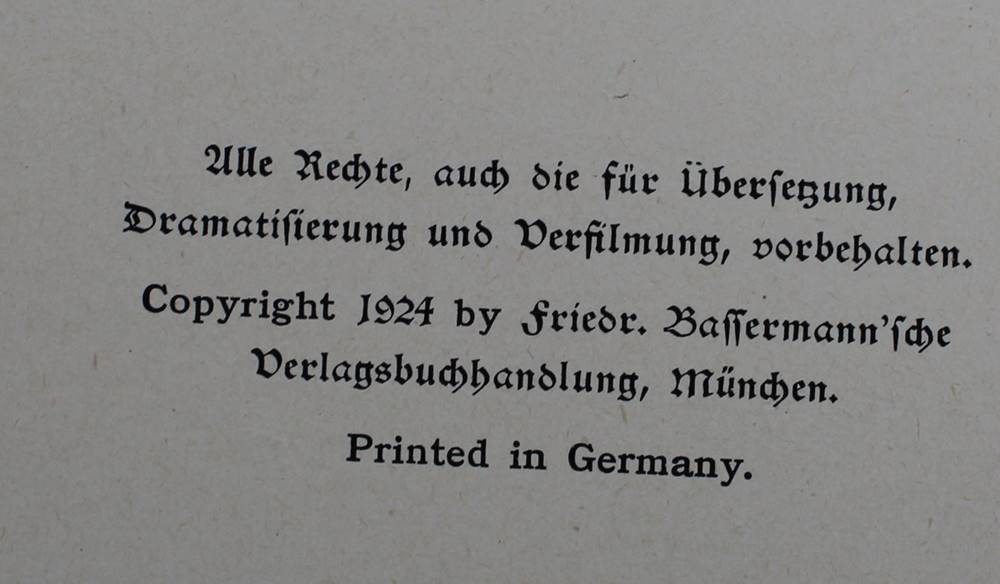 Alle Rechte, auch die für Überſetzung,
Dramatiſierung und Verfilmung, vorbehalten.
Copyright 1924 by Friedr. Baſſermann’ſche
Verlagsbuchhandlung, München.
Printed in Germany.